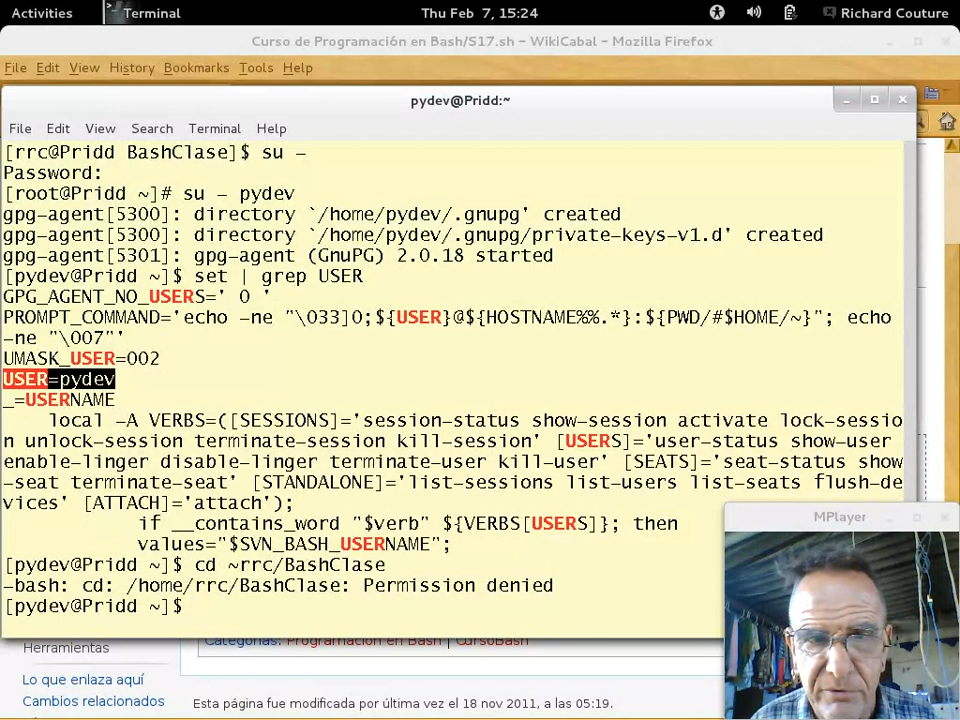 Activities Terminal Thu Feb 7, 15:24 Richard Couture
Curso de Programación en Bash/S17.sh – WikiCabal – Mozilla Firefox
File Edit View History Bookmarks Tools Help
pydev@Pridd:~
File Edit View Search Terminal Help
[rrc@Pridd BashClase]$ su -
Password:
[root@Pridd ~]# su - pydev
gpg-agent[5300]: directory `/home/pydev/.gnupg' created
gpg-agent[5300]: directory `/home/pydev/.gnupg/private-keys-v1.d' created
gpg-agent[5301]: gpg-agent (GnuPG) 2.0.18 started
[pydev@Pridd ~]$ set | grep USER
GPG_AGENT_NO_USERS=' 0 '
PROMPT_COMMAND='echo -ne "\033]0;${USER}@${HOSTNAME%%.*}:${PWD/#$HOME/~}"; echo
-ne "\007"'
UMASK_USER=002
USER=pydev
_=USERNAME
local -A VERBS=([SESSIONS]='session-status show-session activate lock-sessio
n unlock-session terminate-session kill-session' [USERS]='user-status show-user
enable-linger disable-linger terminate-user kill-user' [SEATS]='seat-status show
-seat terminate-seat' [STANDALONE]='list-sessions list-users list-seats flush-de
vices' [ATTACH]='attach');
if __contains_word "$verb" ${VERBS[USERS]}; then
values="$SVN_BASH_USERNAME";
[pydev@Pridd ~]$ cd ~rrc/BashClase
-bash: cd: /home/rrc/BashClase: Permission denied
[pydev@Pridd ~]$
MPlayer
Categorías: Programación en Bash | CursoBash
Herramientas
Lo que enlaza aquí
Cambios relacionados
Esta página fue modificada por última vez el 18 nov 2011, a las 05:19.